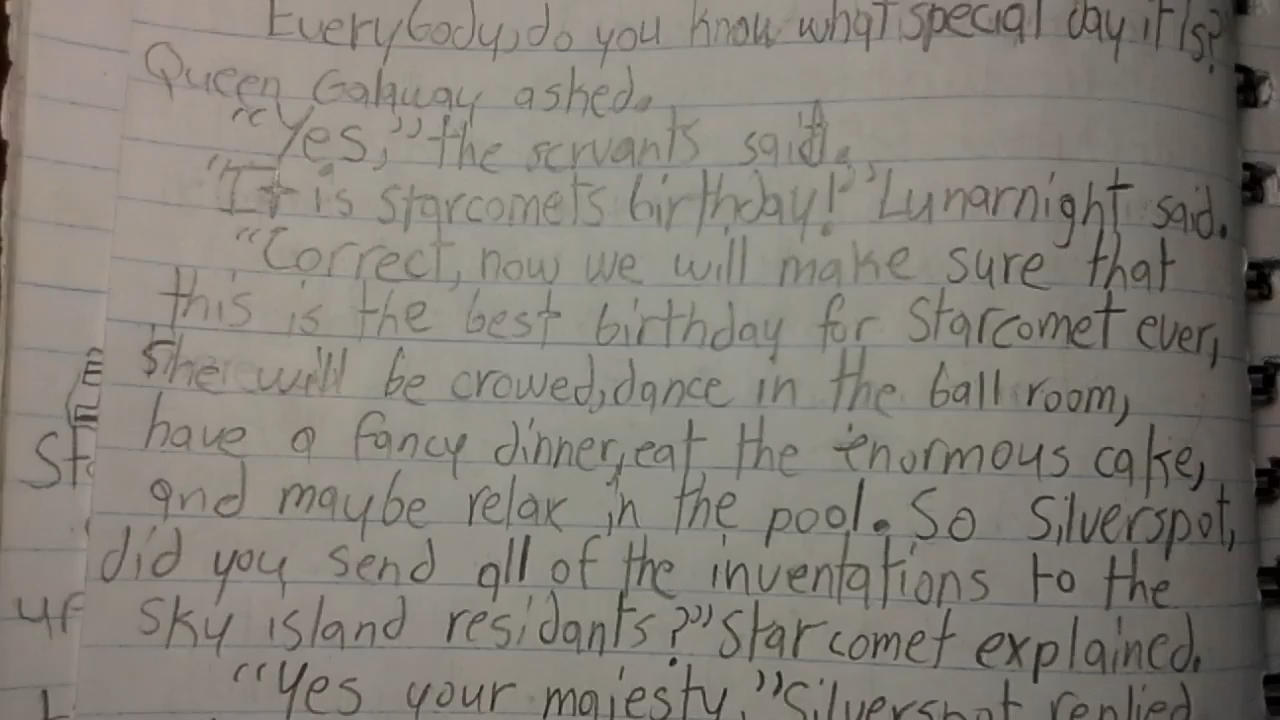 Everybody, do you know what special day it is?
Queen Galaway asked.
“Yes,” the servants said.
“It is starcomets birthday!” Lunarnight said.
“Correct, now we will make sure that
this is the best birthday for Starcomet ever,
She will be crowed, dance in the ball room,
have a fancy dinner, eat the enormous cake,
and maybe relax in the pool. So Silverspot,
did you send all of the inventations to the
sky island residants?” Starcomet explained.
“Yes your majesty,” Silverspot replied